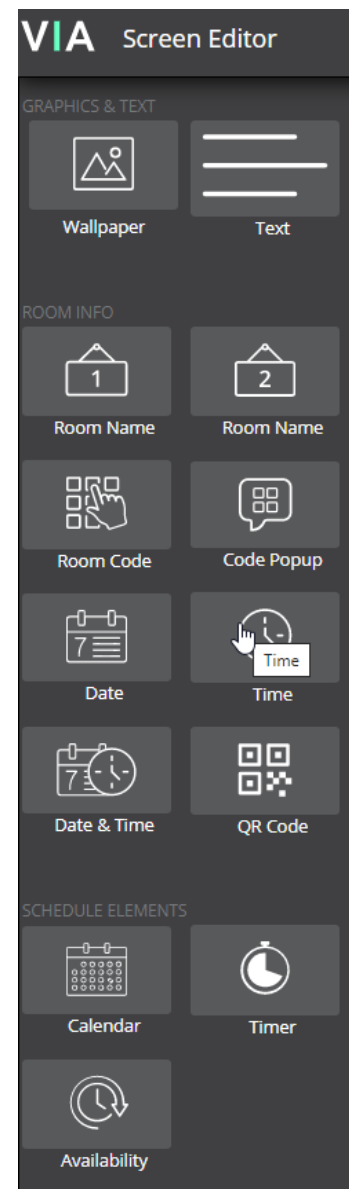 VIA Screen Editor
GRAPHICS & TEXT
Wallpaper Text
ROOM INFO
1 2
Room Name Room Name
Room Code Code Popup
7
Time
Date Time
7
Date & Time QR Code
SCHEDULE ELEMENTS
Calendar Timer
Availability